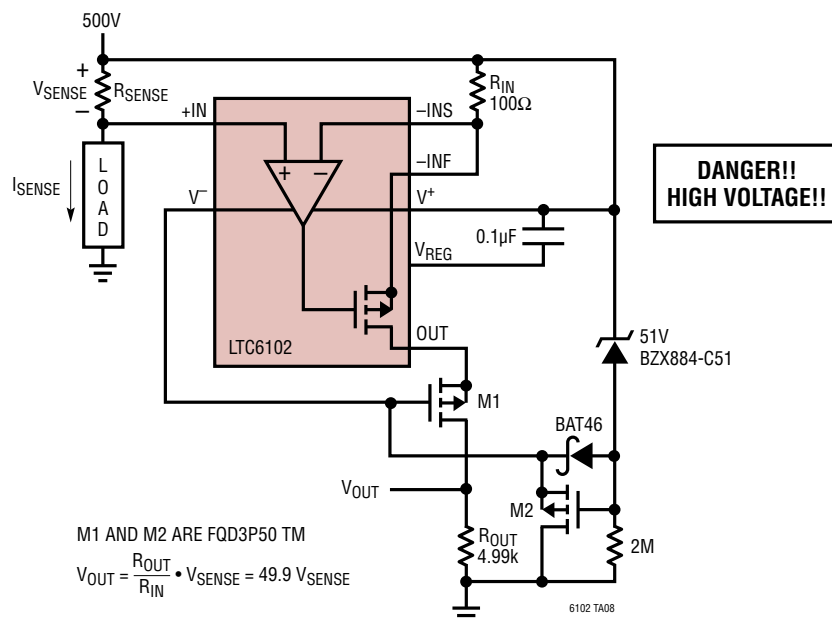 500V
+
VSENSE
–
RSENSE
RIN
100Ω
+IN
–INS
–INF
LOAD
ISENSE
+ –
V–
V+
0.1µF
VREG
DANGER!!
HIGH VOLTAGE!!
OUT
LTC6102
51V
BZX884-C51
M1
BAT46
VOUT
M2
ROUT
4.99k
2M
M1 AND M2 ARE FQD3P50 TM
VOUT = ROUT/RIN • VSENSE = 49.9 VSENSE
6102 TA08